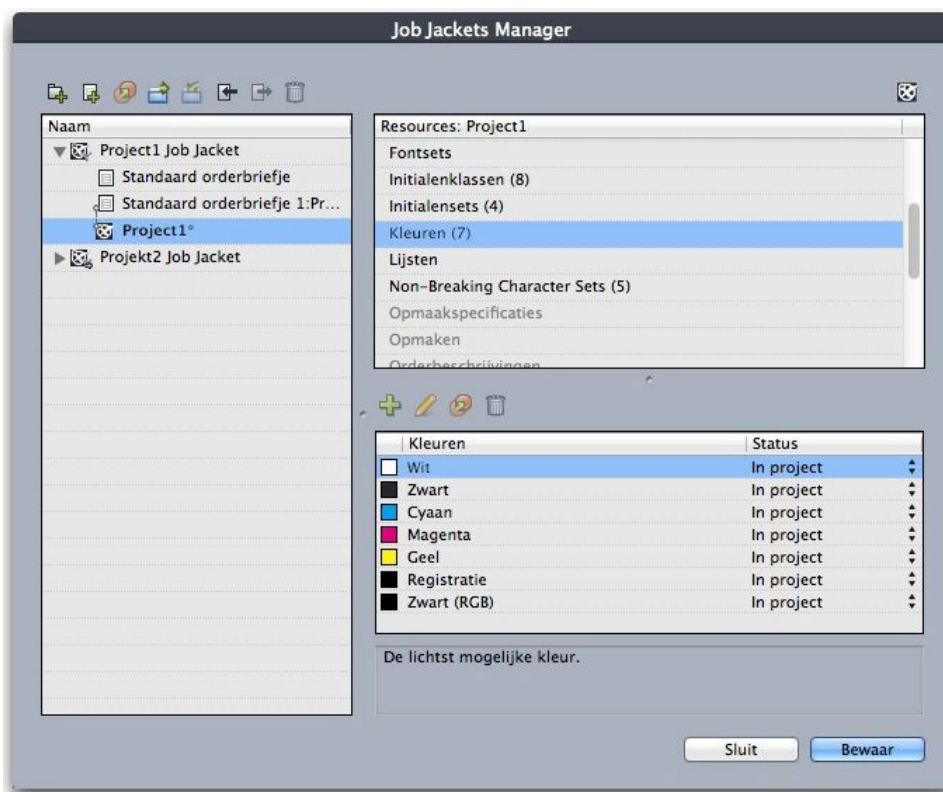 Job Jackets Manager
Naam
Project1 Job Jacket
Standaard orderbriefje
Standaard orderbriefje 1:Pr...
Project1*
Projekt2 Job Jacket
Resources: Project1
Fontsets
Initialenklassen (8)
Initialensets (4)
Kleuren (7)
Lijsten
Non-Breaking Character Sets (5)
Opmaakspecificaties
Opmaken
Orderbeschrijvingen
Kleuren Status
Wit In project
Zwart In project
Cyaan In project
Magenta In project
Geel In project
Registratie In project
Zwart (RGB) In project
De lichtst mogelijke kleur.
Sluit Bewaar